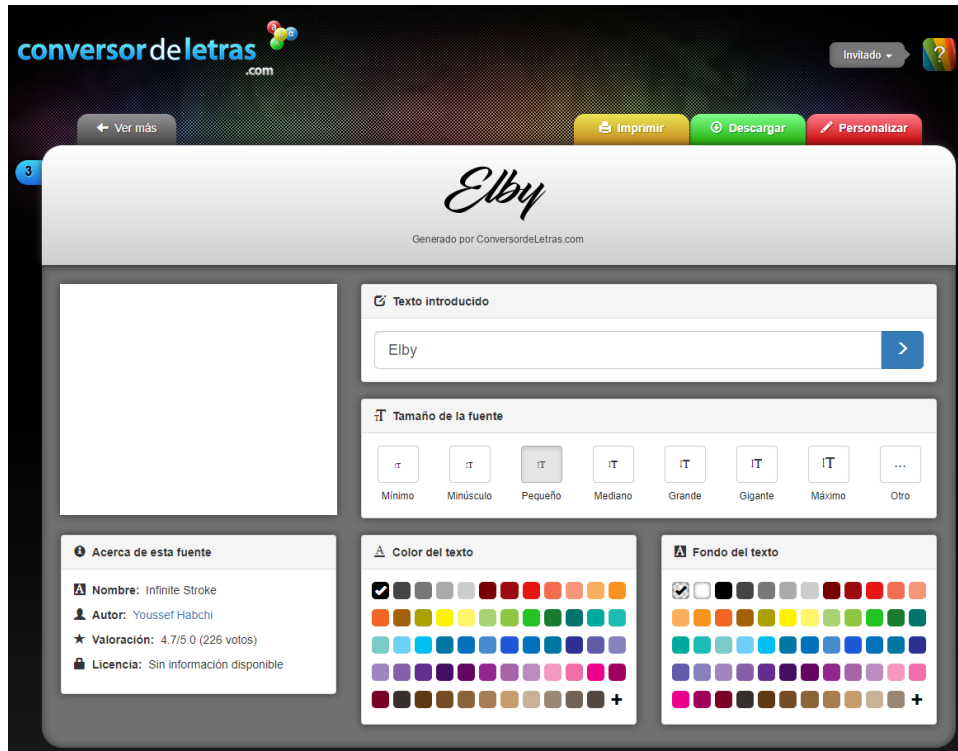 conversordeletras
.com
Invitado
?
Ver más
Imprimir
Descargar
Personalizar
3
Elby
Generado por ConversordeLetras.com
Texto introducido
Elby
Tamaño de la fuente
Mínimo
Minúsculo
Pequeño
Mediano
Grande
Gigante
Máximo
Otro
Acerca de esta fuente
Nombre: Infinite Stroke
Autor: Youssef Habchi
Valoración: 4.7/5.0 (226 votos)
Licencia: Sin información disponible
Color del texto
Fondo del texto